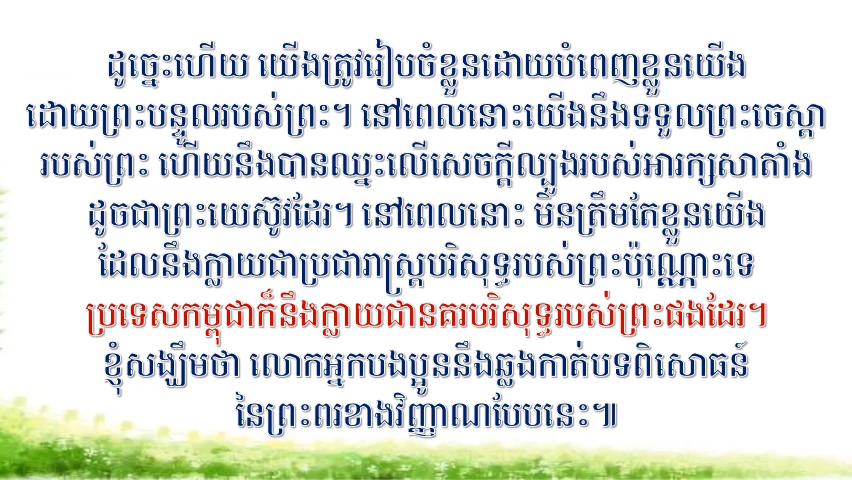 ដូច្នេះហើយ យើងត្រូវរៀបចំខ្លួនដោយបំពេញខ្លួនយើង
ដោយព្រះបន្ទូលរបស់ព្រះ។ នៅពេលនោះយើងនឹងទទួលព្រះចេស្តា
របស់ព្រះ ហើយនឹងបានឈ្នះលើសេចក្តីល្បួងរបស់អារក្សសាតាំង
ដូចជាព្រះយេស៊ូវដែរ។ នៅពេលនោះ មិនត្រឹមតែខ្លួនយើង
ដែលនឹងក្លាយជាប្រជារាស្ត្របរិសុទ្ធរបស់ព្រះប៉ុណ្ណោះទេ
ប្រទេសកម្ពុជាក៏នឹងក្លាយជានគរបរិសុទ្ធរបស់ព្រះផងដែរ។
ខ្ញុំសង្ឃឹមថា លោកអ្នកបងប្អូននឹងឆ្លងកាត់បទពិសោធន៍
នៃព្រះពរខាងវិញ្ញាណបែបនេះ៕